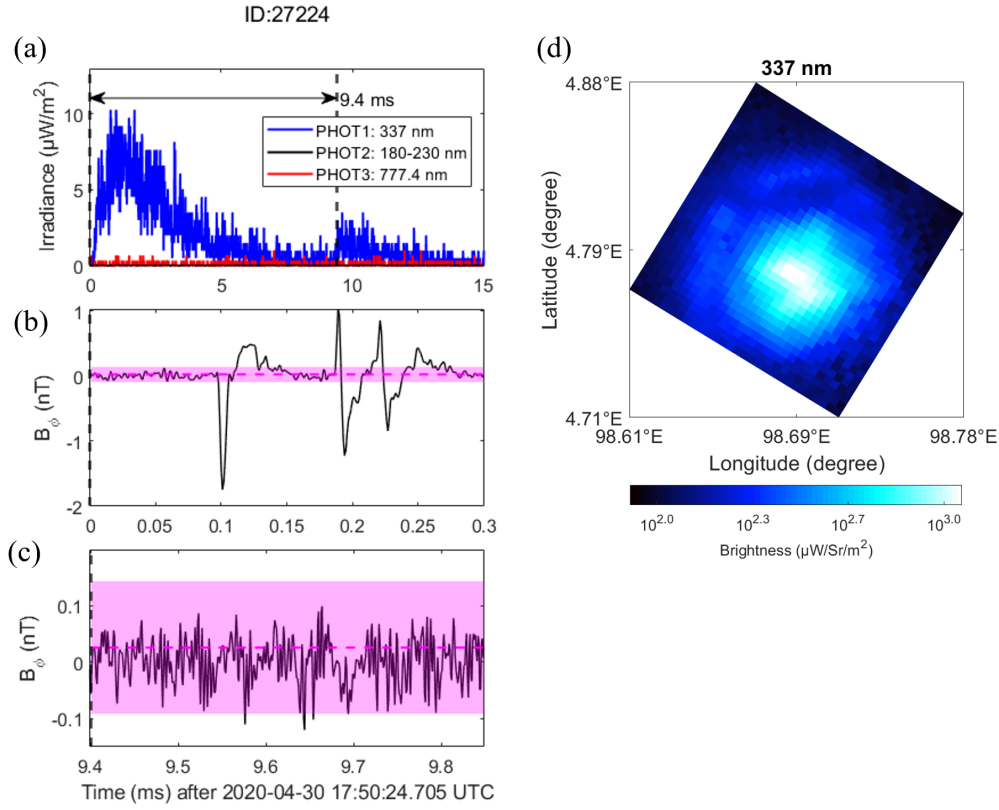 ID:27224
(a)
Irradiance (μW/m2)
10
5
0
9.4 ms
PHOT1: 337 nm
PHOT2: 180-230 nm
PHOT3: 777.4 nm
0 5 10 15
(b)
Bϕ (nT)
1
0
-1
-2
0 0.05 0.1 0.15 0.2 0.25 0.3
(c)
Bϕ (nT)
0.1
0
-0.1
9.4 9.5 9.6 9.7 9.8
Time (ms) after 2020-04-30 17:50:24.705 UTC
(d)
337 nm
Latitude (degree)
4.88°E
4.79°E
4.71°E
98.61°E 98.69°E 98.78°E
Longitude (degree)
10^2.0 10^2.3 10^2.7 10^3.0
Brightness (μW/Sr/m2)